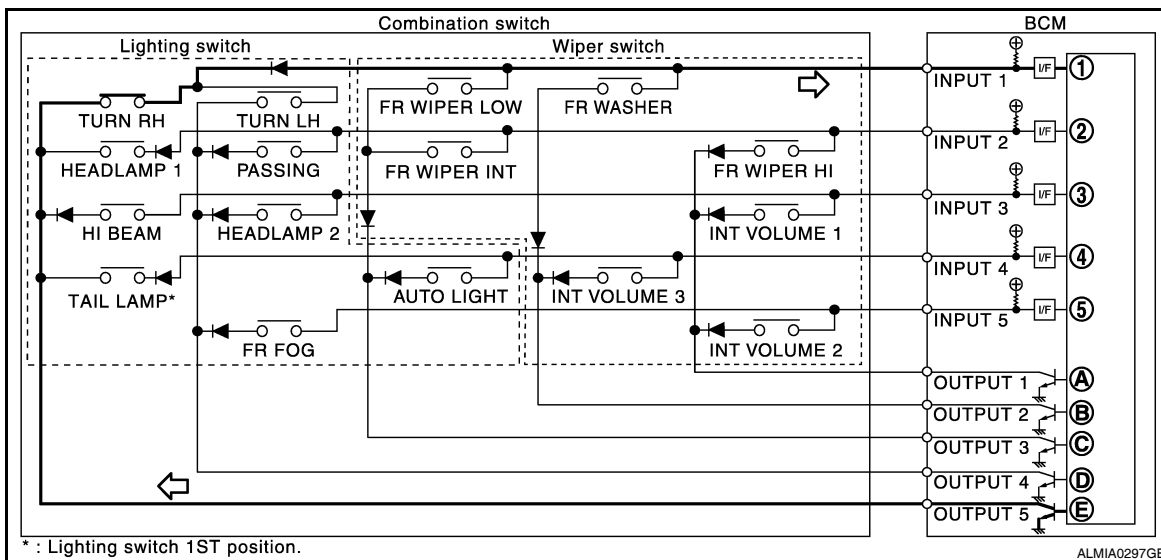 Combination switch
BCM
Lighting switch
Wiper switch
INPUT 1
I/F
1
TURN RH
TURN LH
FR WIPER LOW
FR WASHER
INPUT 2
I/F
2
HEADLAMP 1
PASSING
FR WIPER INT
FR WIPER HI
INPUT 3
I/F
3
HI BEAM
HEADLAMP 2
INT VOLUME 1
INPUT 4
I/F
4
TAIL LAMP*
AUTO LIGHT
INT VOLUME 3
INPUT 5
I/F
5
FR FOG
INT VOLUME 2
OUTPUT 1
A
OUTPUT 2
B
OUTPUT 3
C
OUTPUT 4
D
OUTPUT 5
E
* : Lighting switch 1ST position.
ALMIA0297GB